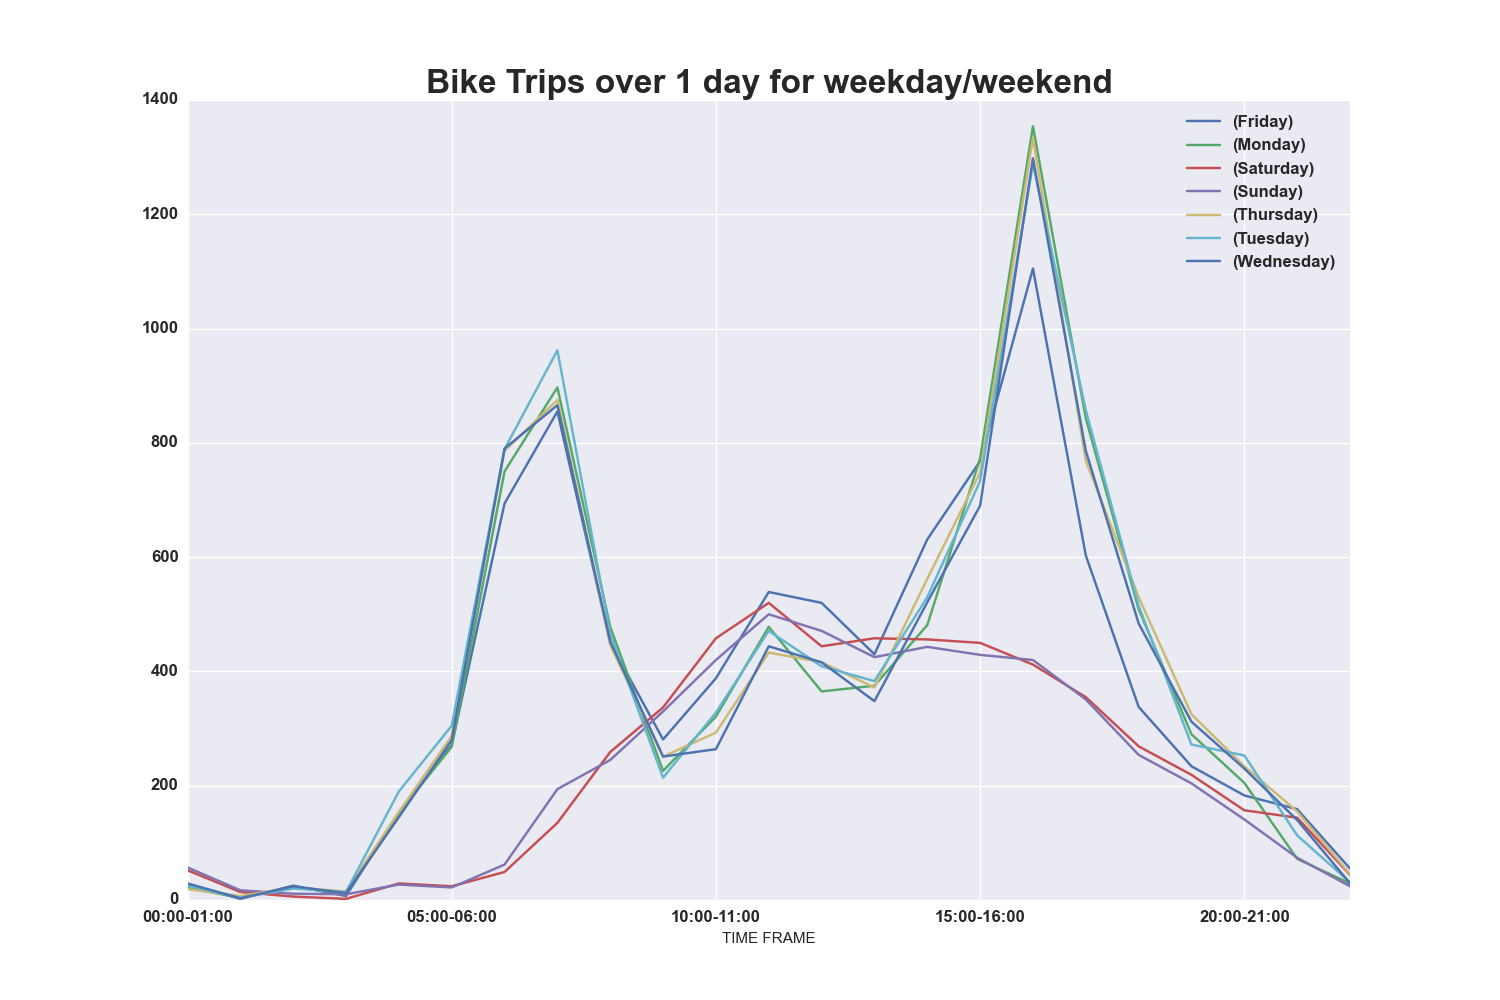 Bike Trips over 1 day for weekday/weekend
1400
1200
1000
800
600
400
200
0
(Friday)
(Monday)
(Saturday)
(Sunday)
(Thursday)
(Tuesday)
(Wednesday)
00:00-01:00 05:00-06:00 10:00-11:00 15:00-16:00 20:00-21:00
TIME FRAME